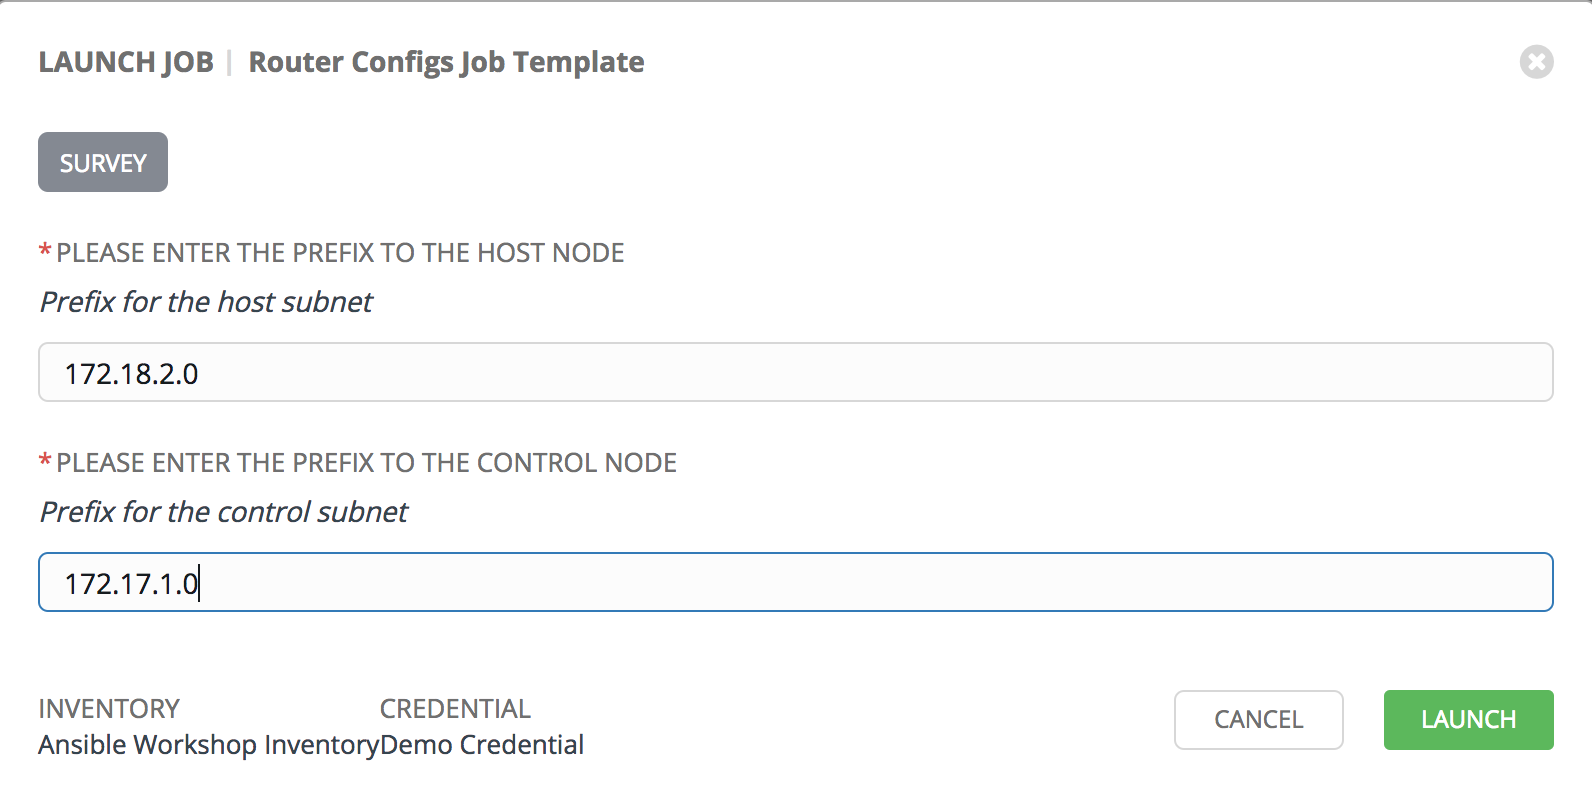 LAUNCH JOB | Router Configs Job Template
SURVEY
* PLEASE ENTER THE PREFIX TO THE HOST NODE
Prefix for the host subnet
172.18.2.0
* PLEASE ENTER THE PREFIX TO THE CONTROL NODE
Prefix for the control subnet
172.17.1.0
INVENTORY CREDENTIAL
Ansible Workshop InventoryDemo Credential
CANCEL LAUNCH